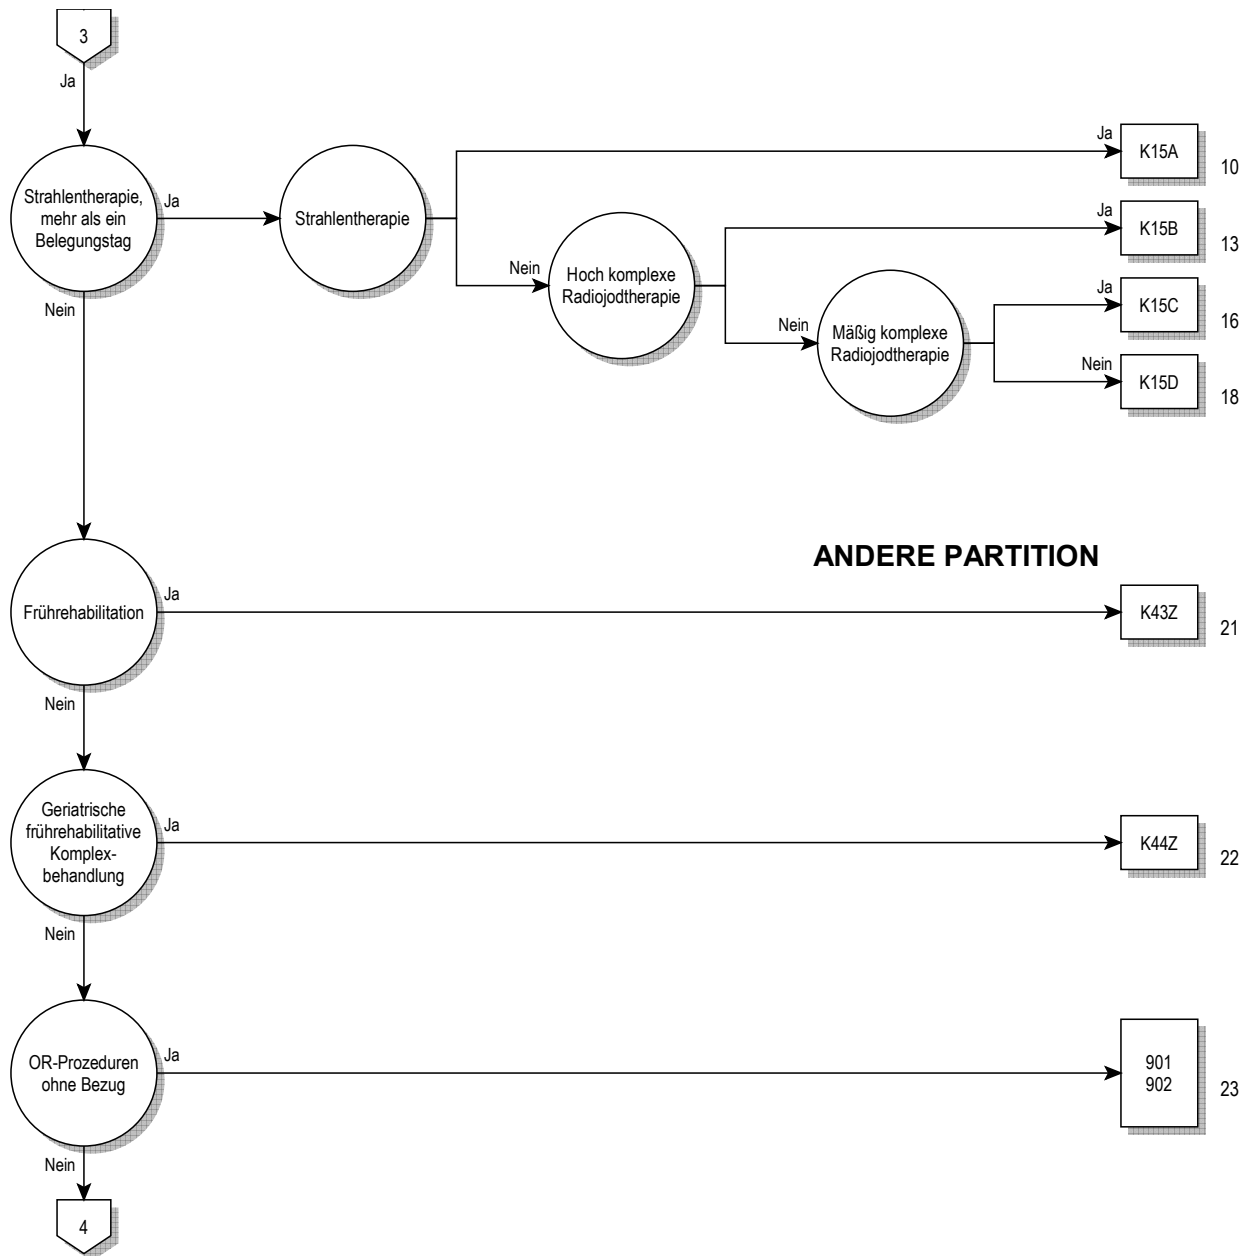 3
Ja
Strahlentherapie,
mehr als ein
Belegungstag
Ja
Strahlentherapie
Ja
K15A
10
Nein
Hoch komplexe
Radiojodtherapie
Ja
K15B
13
Nein
Mäßig komplexe
Radiojodtherapie
Ja
K15C
16
Nein
K15D
18
Nein
ANDERE PARTITION
Frührehabilitation
Ja
K43Z
21
Nein
Geriatrische
frührehabilitative
Komplex-
behandlung
Ja
K44Z
22
Nein
OR-Prozeduren
ohne Bezug
Ja
901
902
23
Nein
4